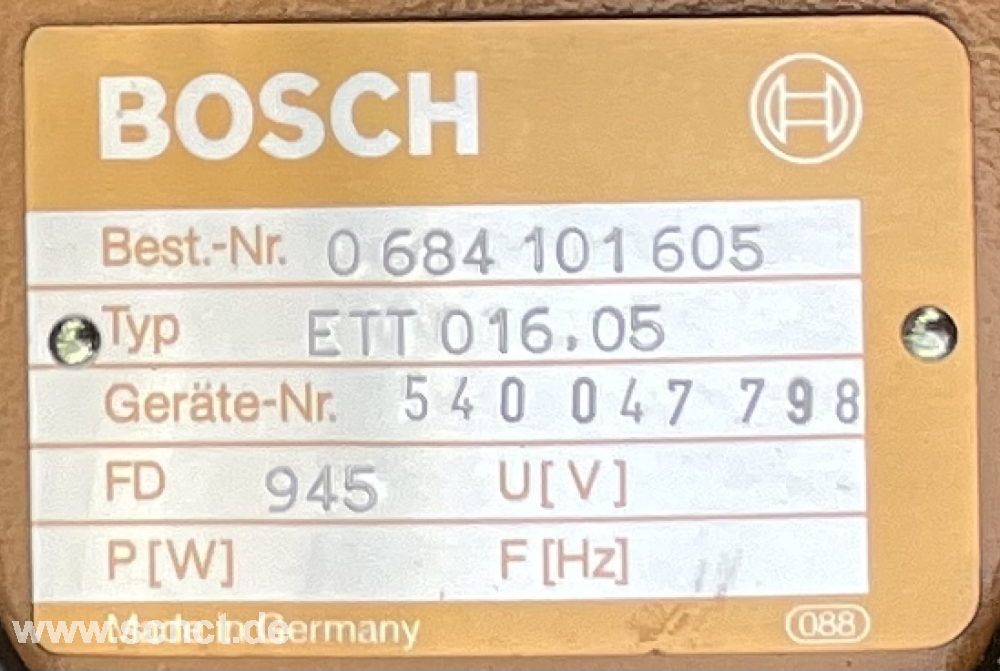 BOSCH
Best.-Nr. 0 684 101 605
Typ ETT 016.05
Geräte-Nr. 540 047 798
FD 945 U[V]
P[W] F[Hz]
Made in Germany
088